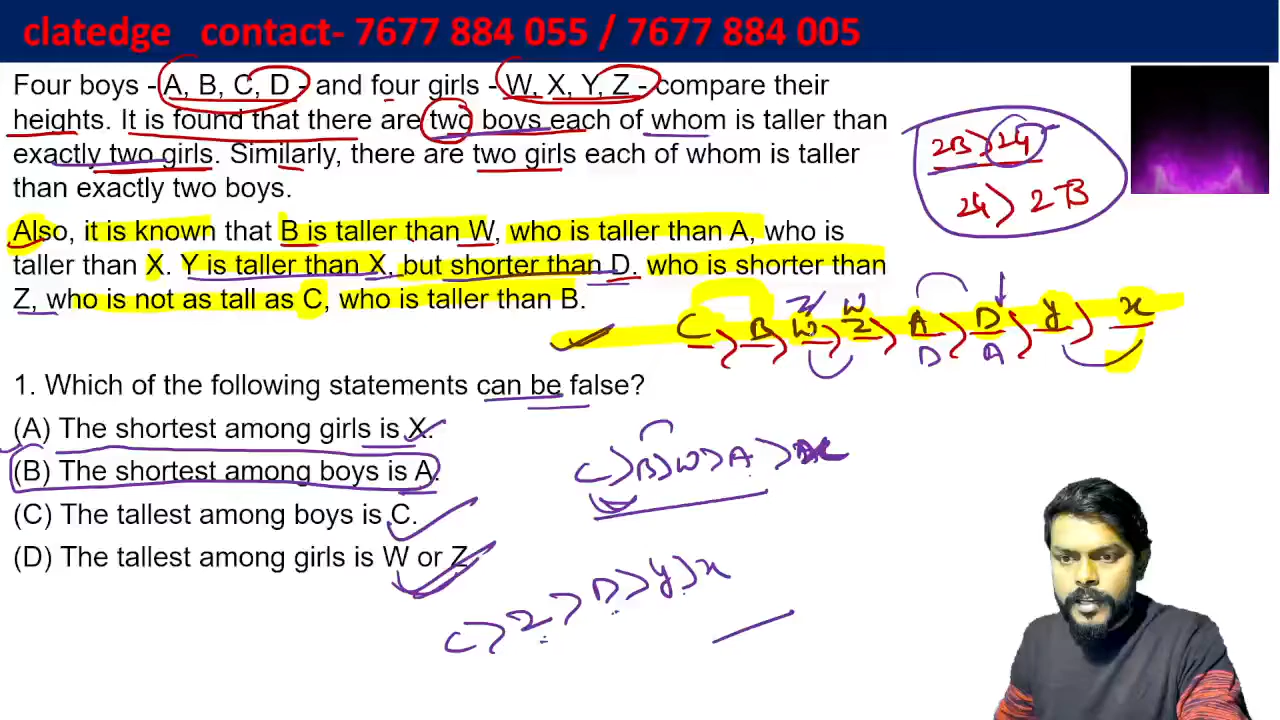 clatedge contact- 7677 884 055 / 7677 884 005
Four boys - A, B, C, D - and four girls - W, X, Y, Z - compare their
heights. It is found that there are two boys each of whom is taller than
exactly two girls. Similarly, there are two girls each of whom is taller
than exactly two boys.
2B > 2G
2G > 2B
Also, it is known that B is taller than W, who is taller than A, who is
taller than X. Y is taller than X, but shorter than D. who is shorter than
Z, who is not as tall as C, who is taller than B.
Z W
C > B > W > Z > A > D > Y > x
D A
1. Which of the following statements can be false?
(A) The shortest among girls is X.
(B) The shortest among boys is A.
(C) The tallest among boys is C.
(D) The tallest among girls is W or Z.
C > B > W > A > x
C > Z > D > Y > x